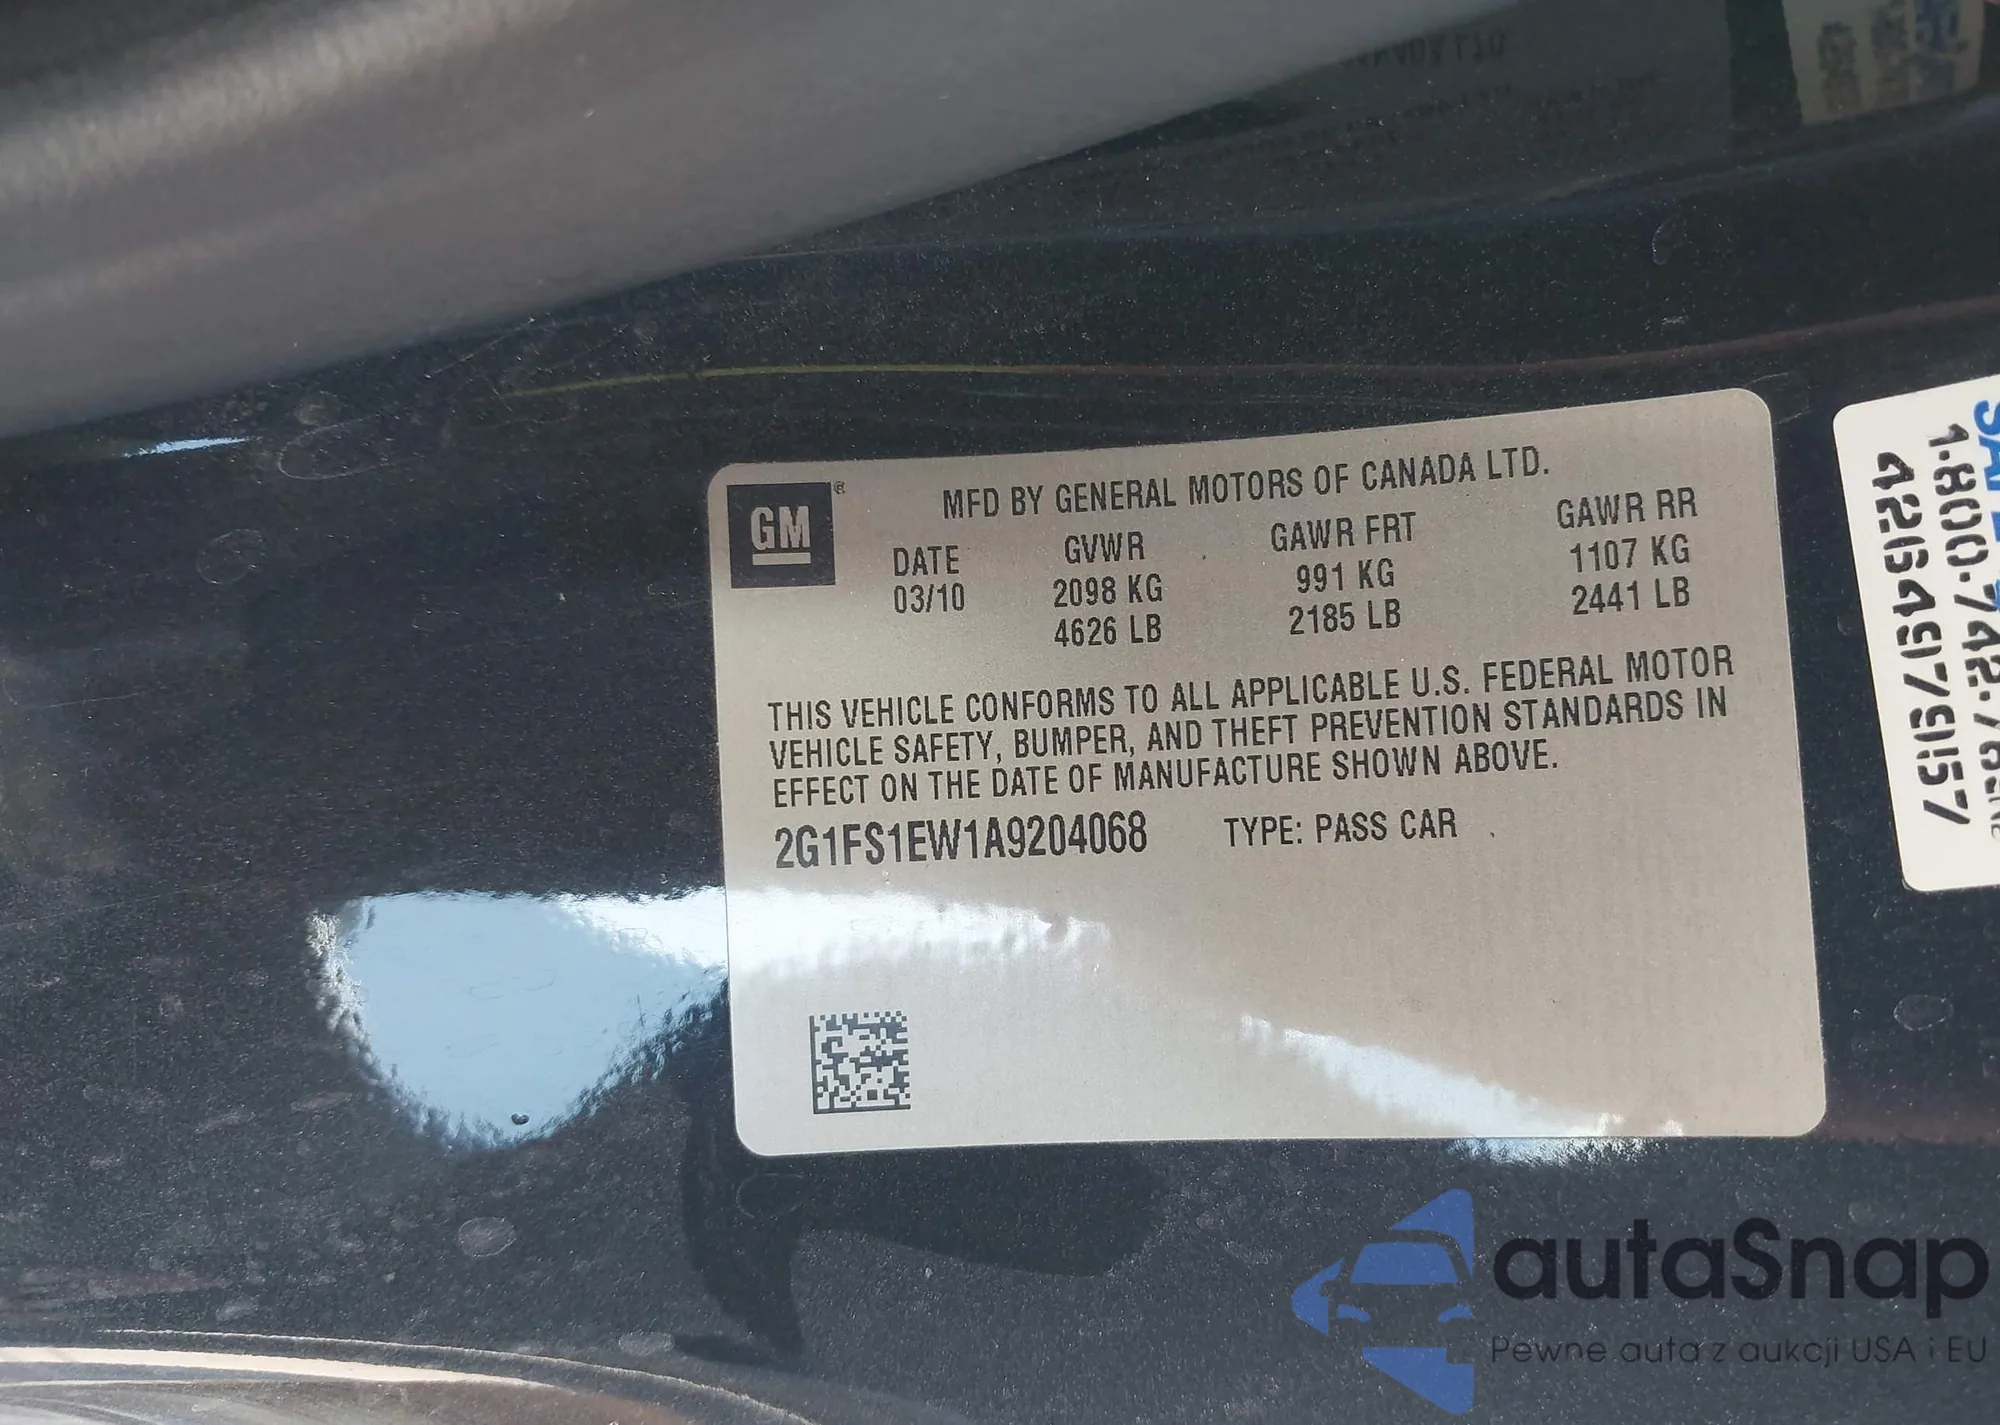 GM ®
MFD BY GENERAL MOTORS OF CANADA LTD.
DATE GVWR GAWR FRT GAWR RR
03/10 2098 KG 991 KG 1107 KG
4626 LB 2185 LB 2441 LB
THIS VEHICLE CONFORMS TO ALL APPLICABLE U.S. FEDERAL MOTOR
VEHICLE SAFETY, BUMPER, AND THEFT PREVENTION STANDARDS IN
EFFECT ON THE DATE OF MANUFACTURE SHOWN ABOVE.
2G1FS1EW1A9204068 TYPE: PASS CAR
426497957
autaSnap
Pewne auta z aukcji USA i EU